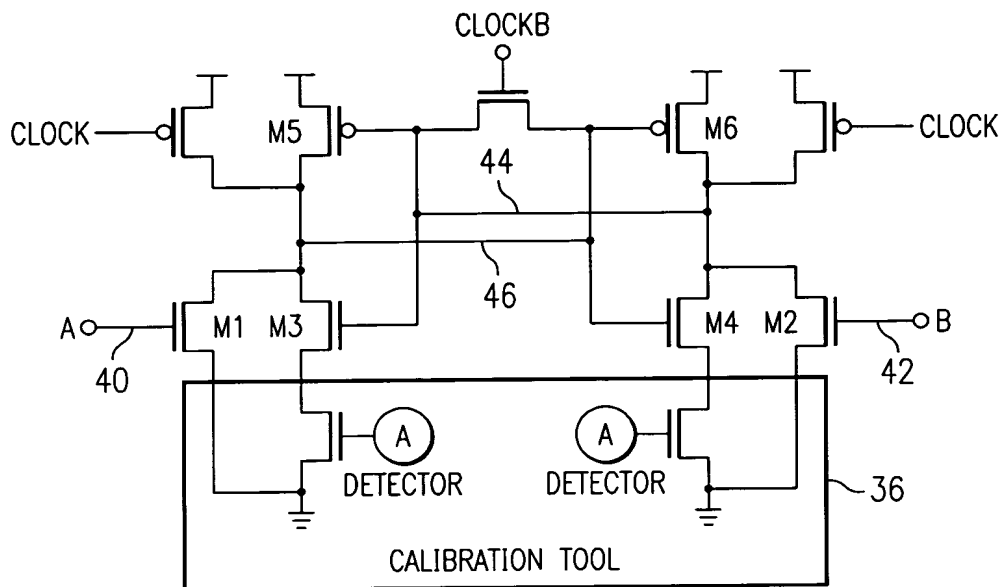 CLOCKB
CLOCK
M5
M6
CLOCK
44
46
A
M1
M3
M4
M2
B
40
42
A
A
DETECTOR
DETECTOR
36
CALIBRATION TOOL